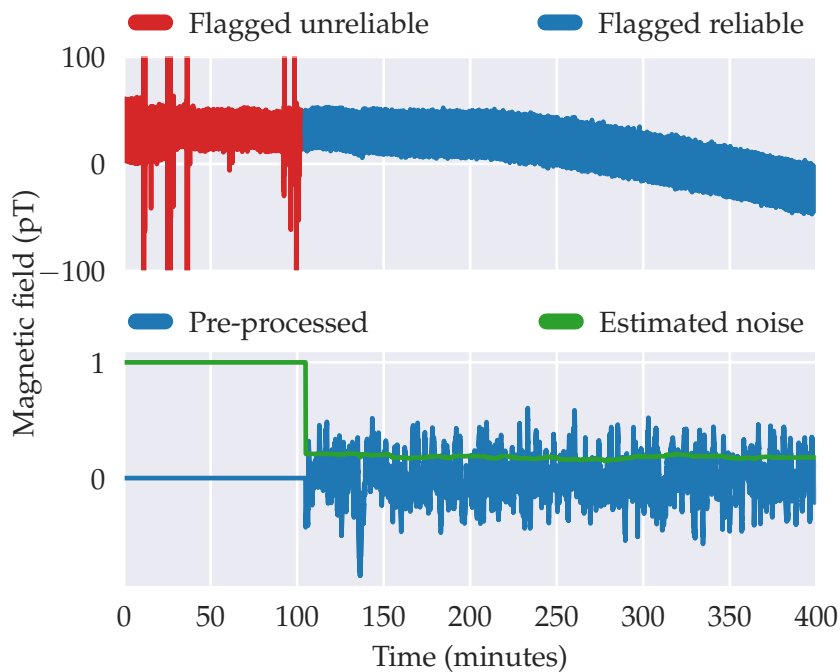 Flagged unreliable Flagged reliable
100
0
−100
Magnetic field (pT)
Pre-processed Estimated noise
1
0
0 50 100 150 200 250 300 350 400
Time (minutes)